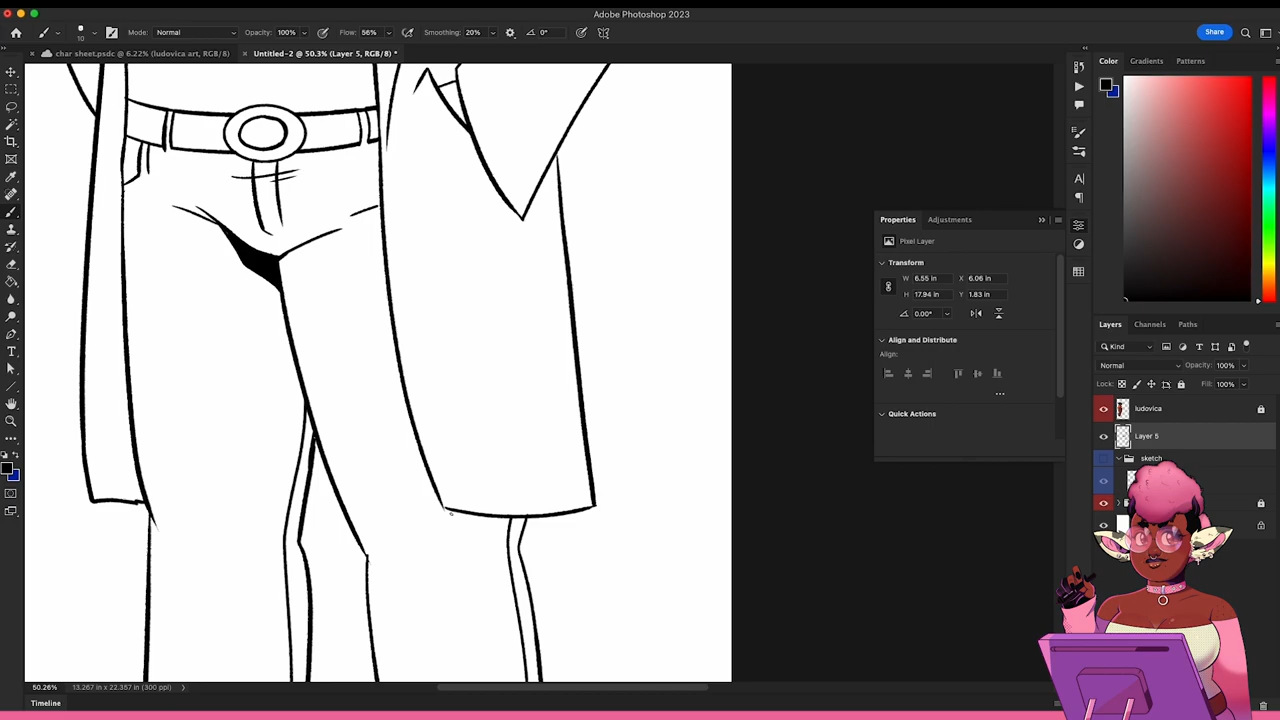 Adobe Photoshop 2023
10
Mode: Normal
Opacity: 100%
Flow: 56%
Smoothing: 20%
0°
Share
char sheet.psdc @ 6.22% (ludovica art, RGB/8)
Untitled-2 @ 50.3% (Layer 5, RGB/8) *
Color
Gradients
Patterns
Properties
Adjustments
Pixel Layer
Transform
W 6.55 in
X 6.06 in
H 17.94 in
Y 1.83 in
0.00°
Align and Distribute
Align:
Quick Actions
Layers
Channels
Paths
Kind
Normal
Opacity: 100%
Lock:
Fill: 100%
ludovica
Layer 5
sketch
50.26%
13.267 in x 22.357 in (300 ppi)
Timeline